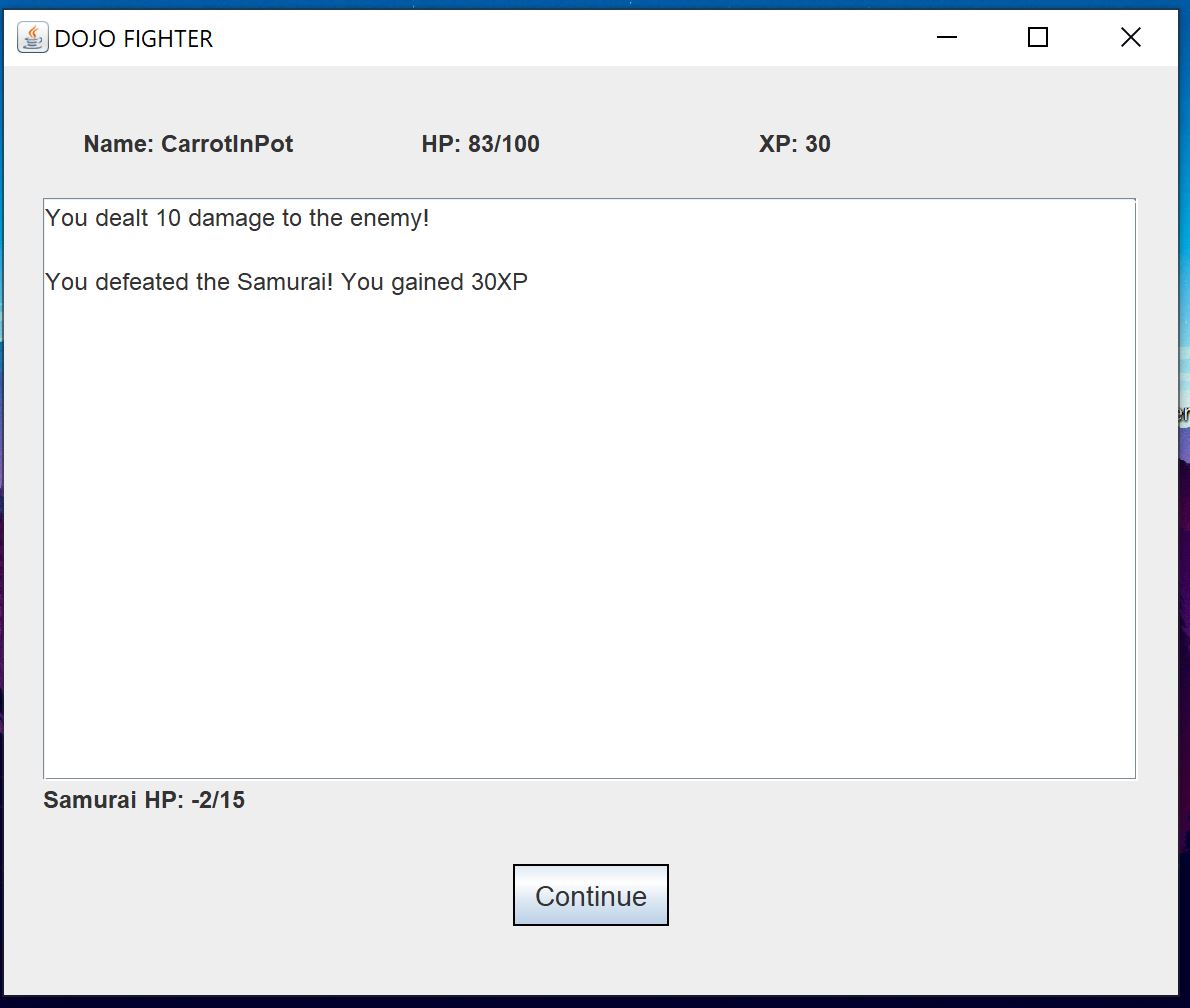 DOJO FIGHTER
Name: CarrotInPot HP: 83/100 XP: 30
You dealt 10 damage to the enemy!
You defeated the Samurai! You gained 30XP
Samurai HP: -2/15
Continue